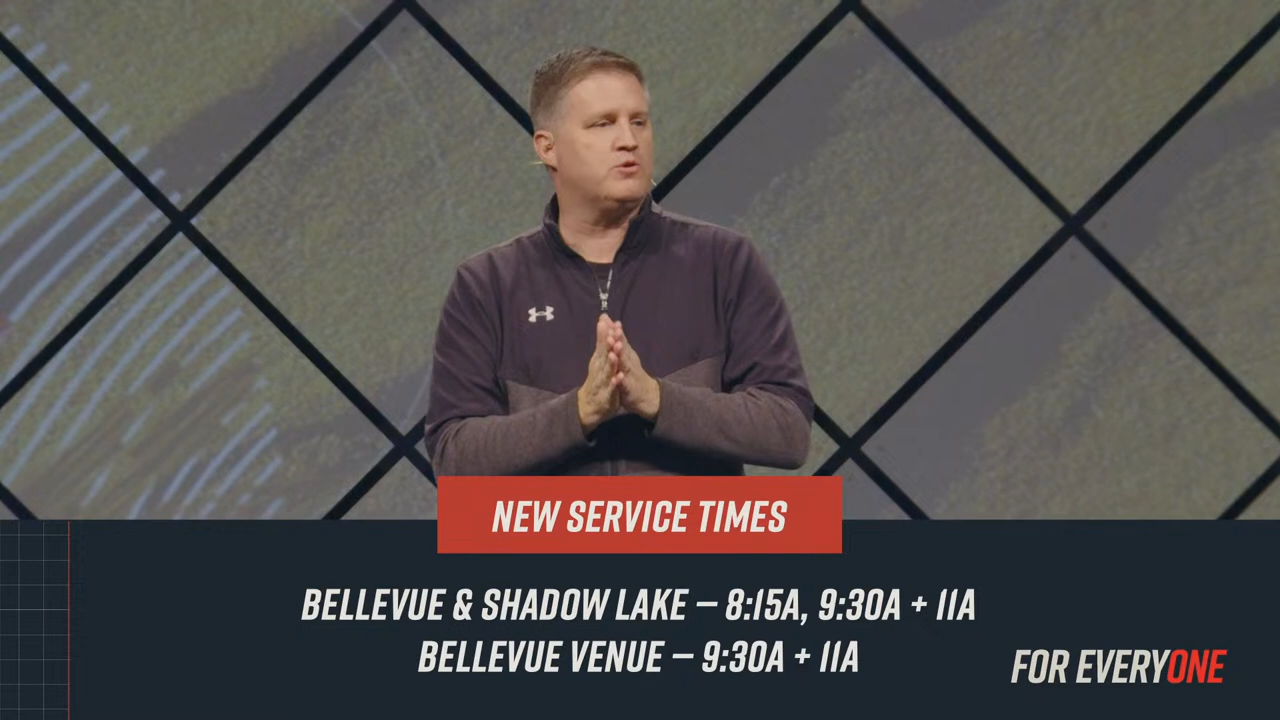 NEW SERVICE TIMES
BELLEVUE & SHADOW LAKE – 8:15A, 9:30A + 11A
BELLEVUE VENUE – 9:30A + 11A
FOR EVERYONE